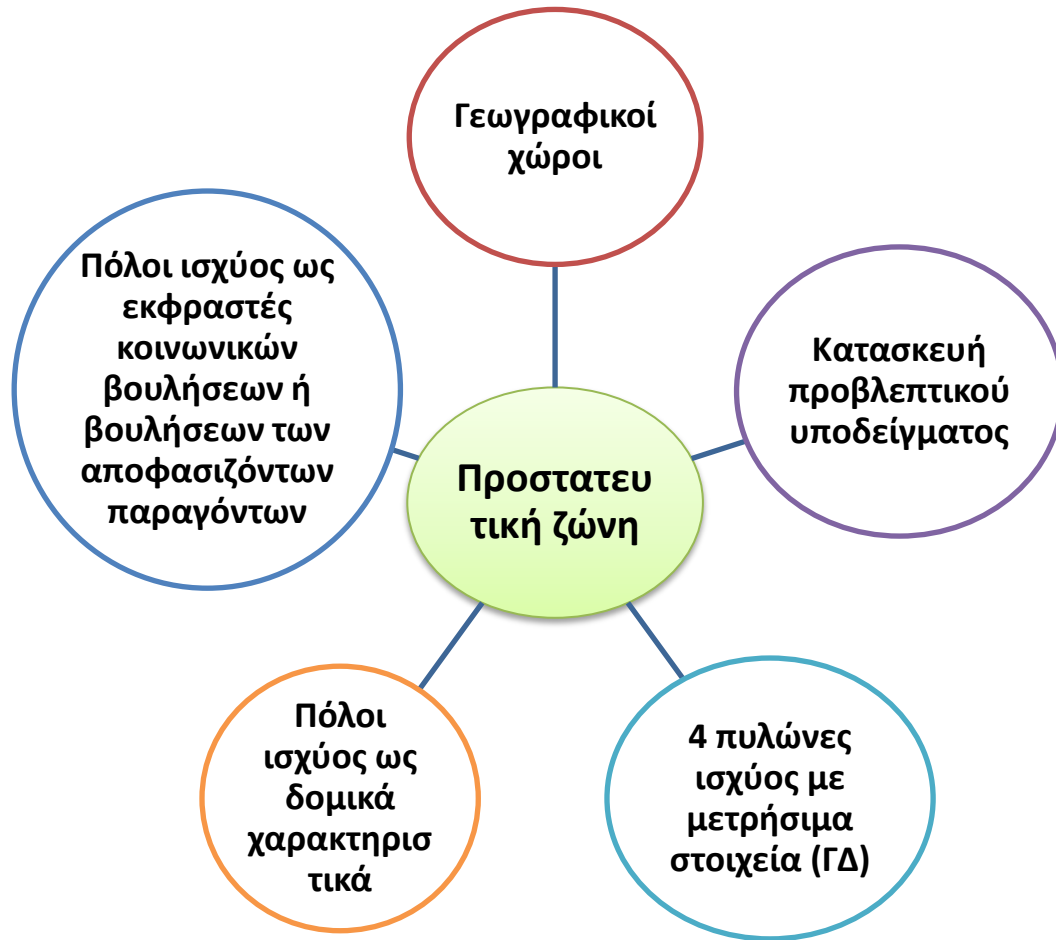 Γεωγραφικοί
χώροι
Πόλοι ισχύος ως
εκφραστές
κοινωνικών
βουλήσεων ή
βουλήσεων των
αποφασιζόντων
παραγόντων
Κατασκευή
προβλεπτικού
υποδείγματος
Προστατευ
τική ζώνη
Πόλοι
ισχύος ως
δομικά
χαρακτηρισ
τικά
4 πυλώνες
ισχύος με
μετρήσιμα
στοιχεία (ΓΔ)